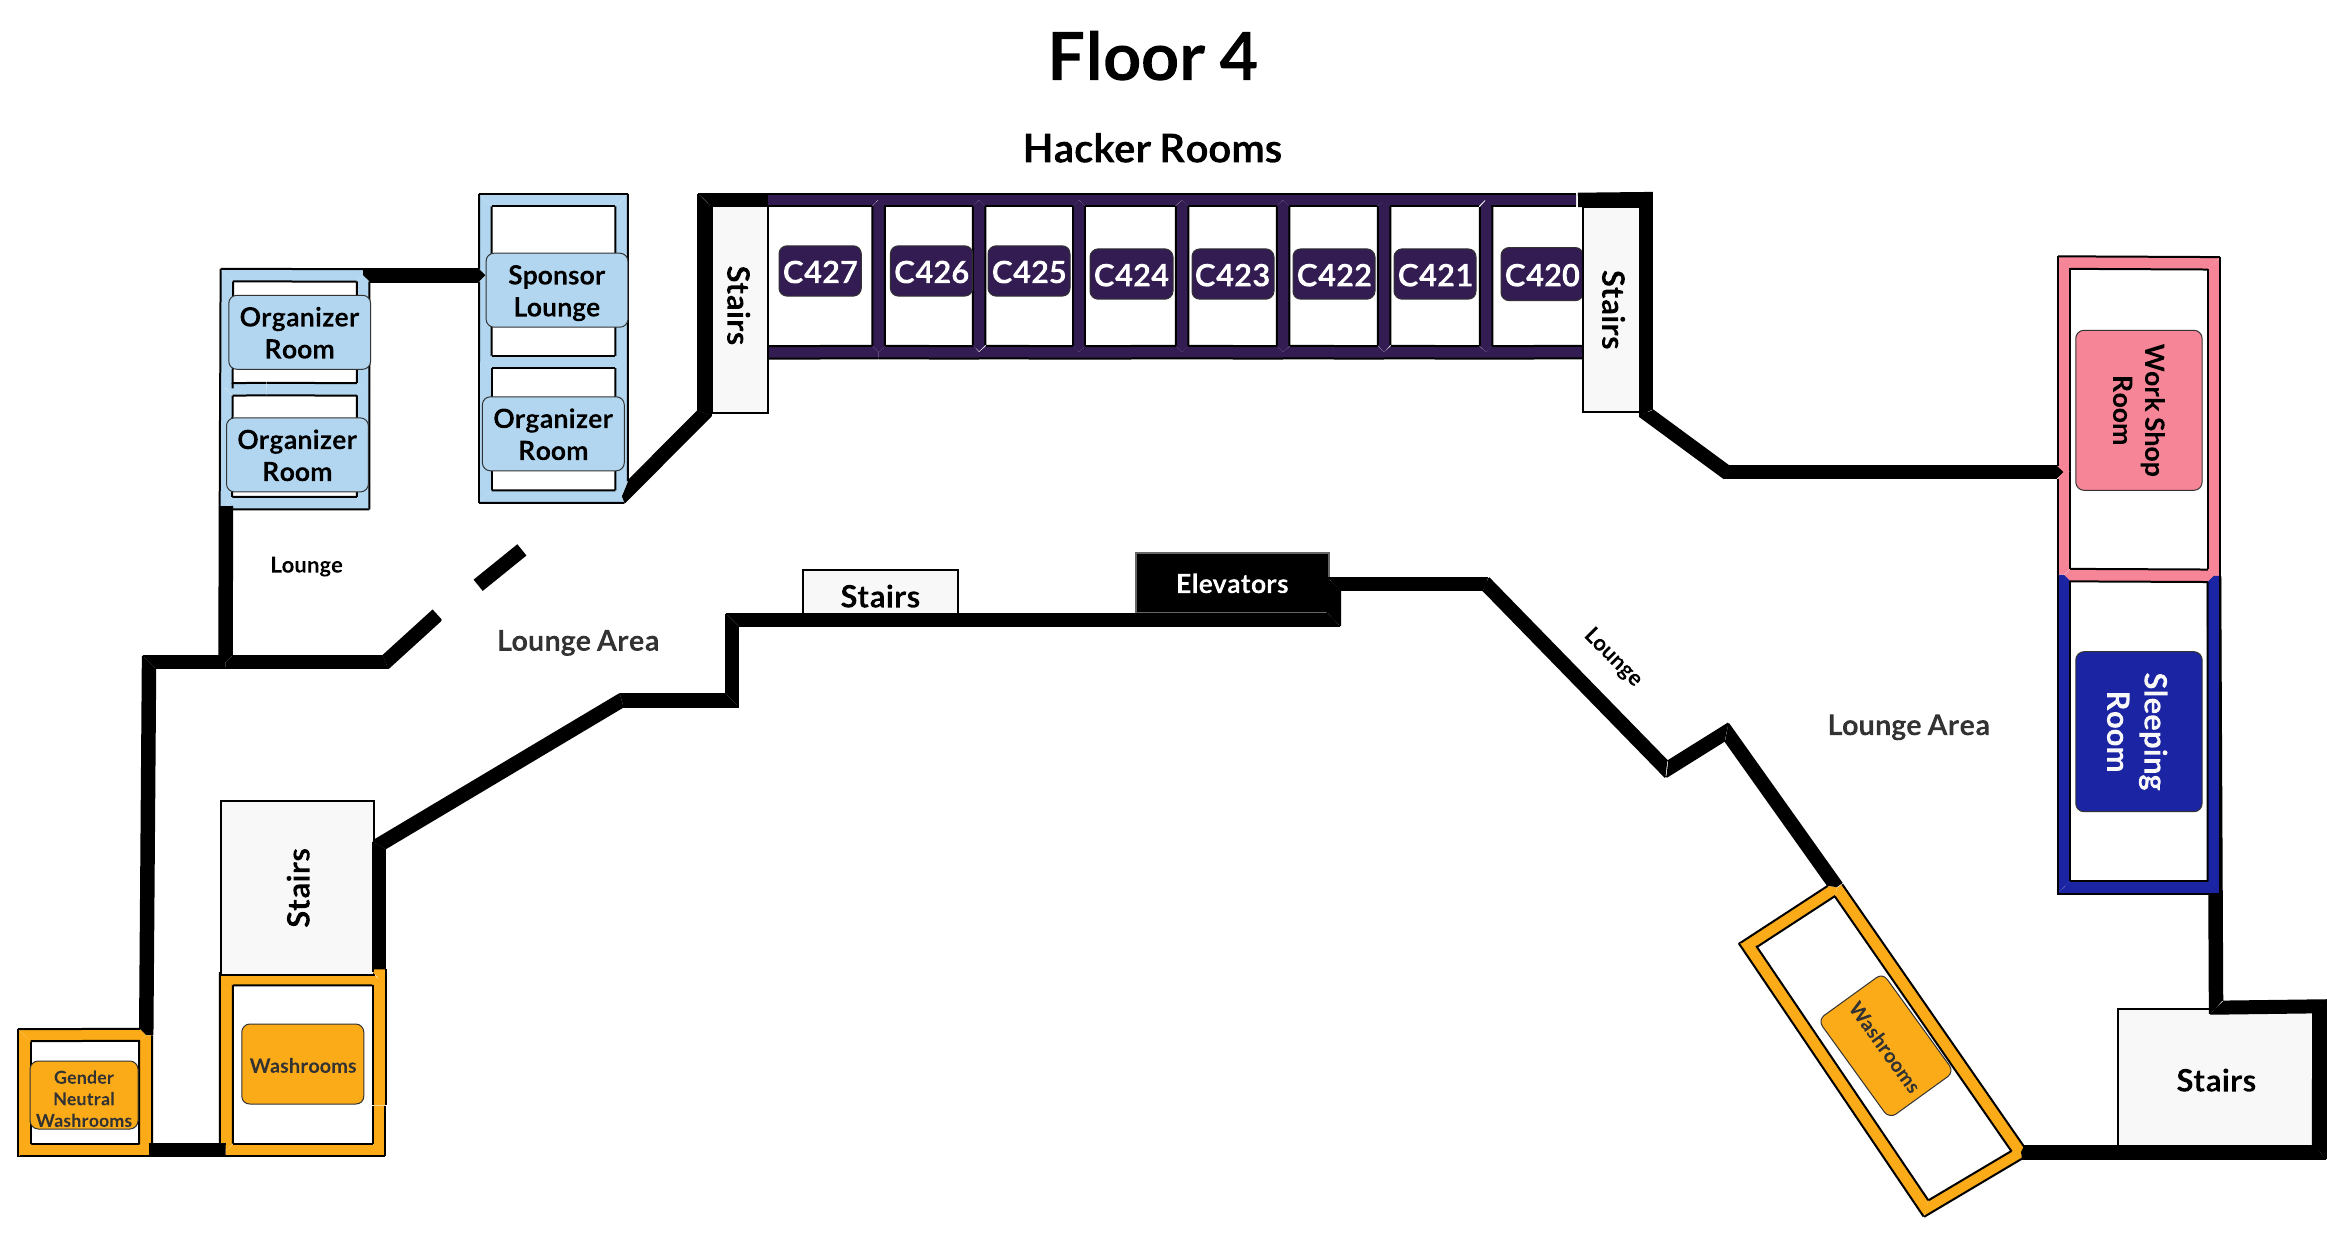 Floor 4
Hacker Rooms
Organizer
Room
Organizer
Room
Sponsor
Lounge
Organizer
Room
Stairs
C427
C426
C425
C424
C423
C422
C421
C420
Stairs
Work Shop
Room
Sleeping
Room
Lounge
Lounge Area
Stairs
Elevators
Lounge
Lounge Area
Stairs
Gender
Neutral
Washrooms
Washrooms
Washrooms
Stairs